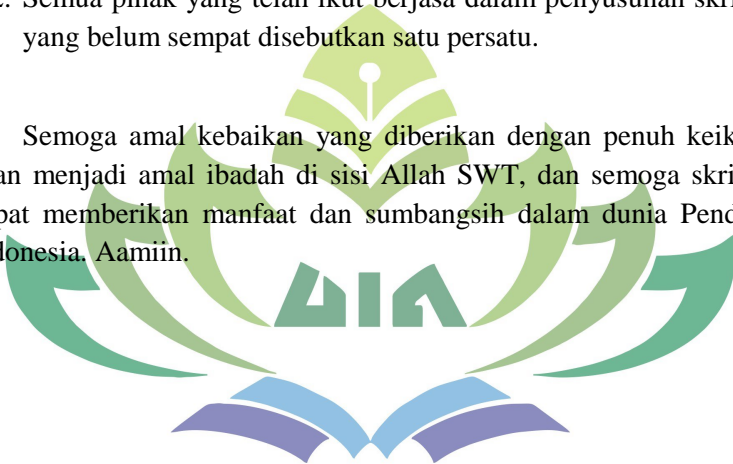 2. Semua pihak yang telah ikut berjasa dalam penyusunan skri
yang belum sempat disebutkan satu persatu.
Semoga amal kebaikan yang diberikan dengan penuh keik
an menjadi amal ibadah di sisi Allah SWT, dan semoga skri
pat memberikan manfaat dan sumbangsih dalam dunia Pend
donesia. Aamiin.
UIN